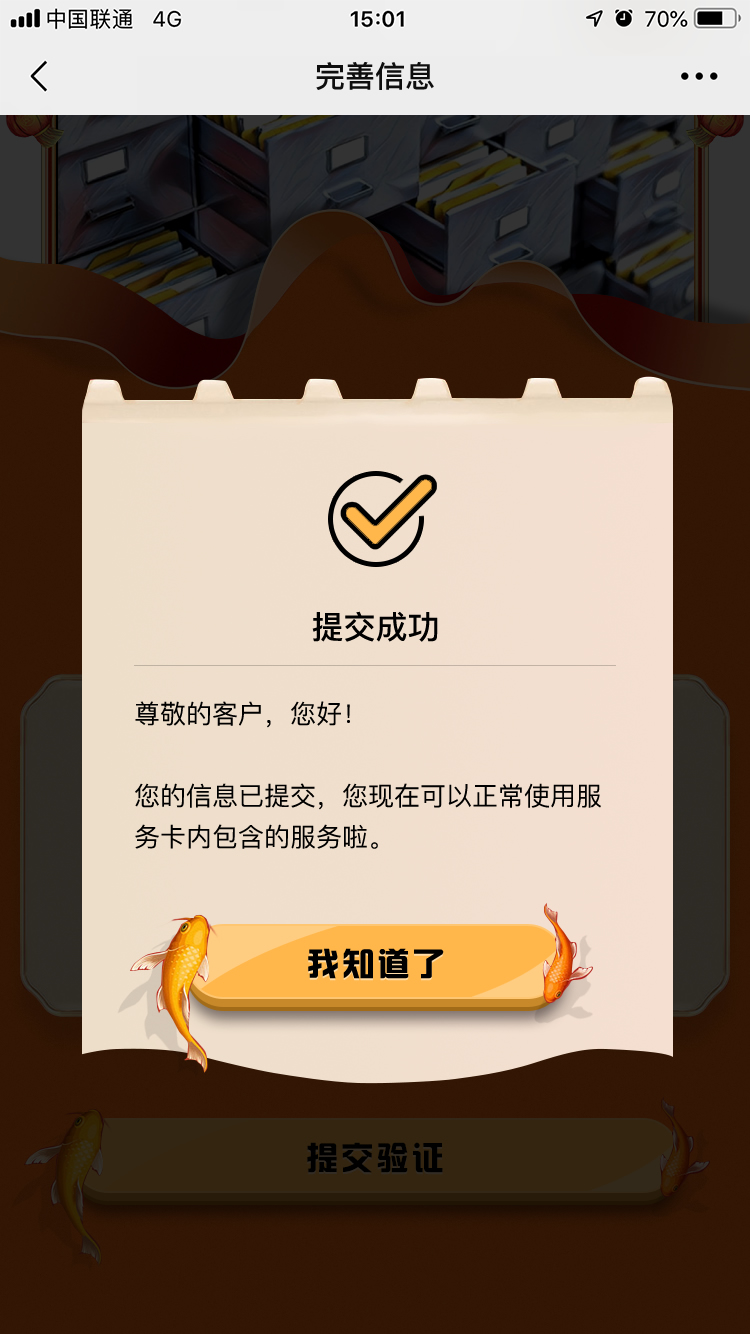 中国联通 4G 15:01 70%
完善信息
提交成功
尊敬的客户，您好！
您的信息已提交，您现在可以正常使用服
务卡内包含的服务啦。
我知道了
提交验证